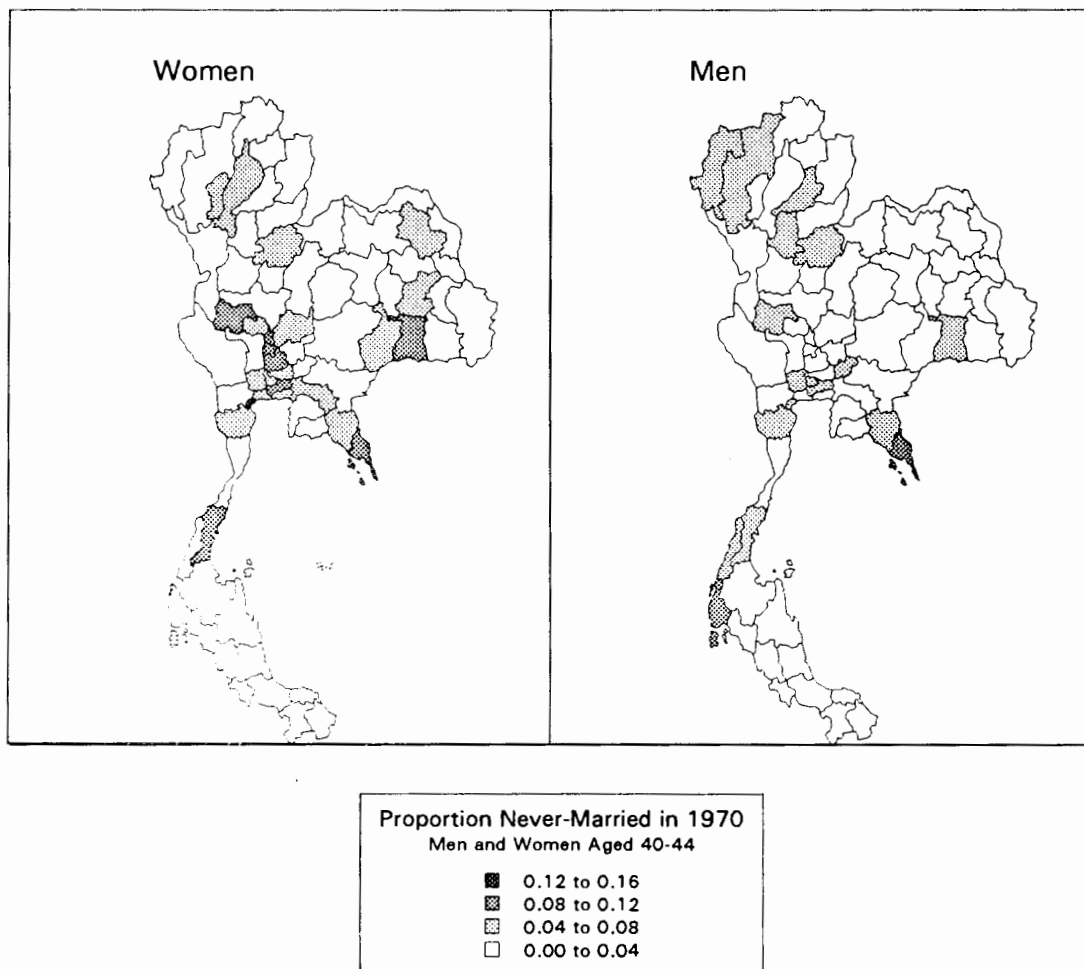 Women
Men
Proportion Never-Married in 1970
Men and Women Aged 40-44
0.12 to 0.16
0.08 to 0.12
0.04 to 0.08
0.00 to 0.04